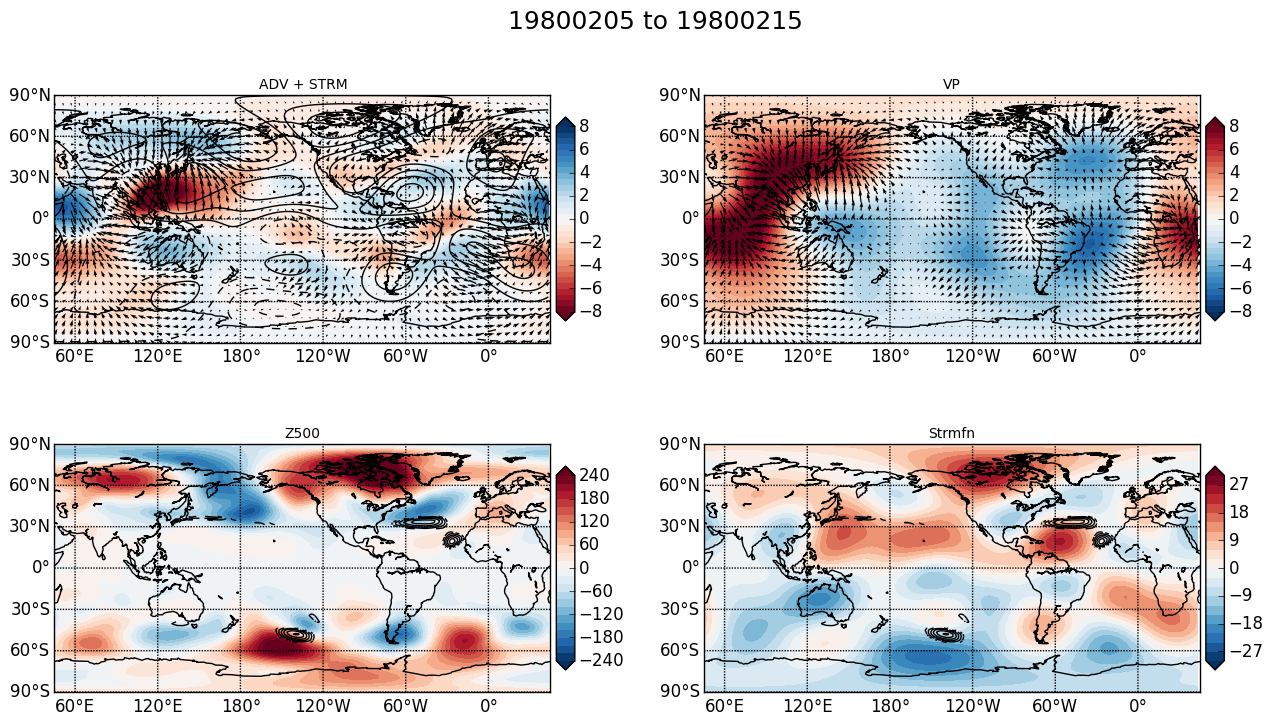 19800205 to 19800215
ADV + STRM
90°N
60°N
30°N
0°
30°S
60°S
90°S
60°E 120°E 180° 120°W 60°W 0°
8
6
4
2
0
−2
−4
−6
−8
VP
90°N
60°N
30°N
0°
30°S
60°S
90°S
60°E 120°E 180° 120°W 60°W 0°
8
6
4
2
0
−2
−4
−6
−8
Z500
90°N
60°N
30°N
0°
30°S
60°S
90°S
60°E 120°E 180° 120°W 60°W 0°
240
180
120
60
0
−60
−120
−180
−240
Strmfn
90°N
60°N
30°N
0°
30°S
60°S
90°S
60°E 120°E 180° 120°W 60°W 0°
27
18
9
0
−9
−18
−27